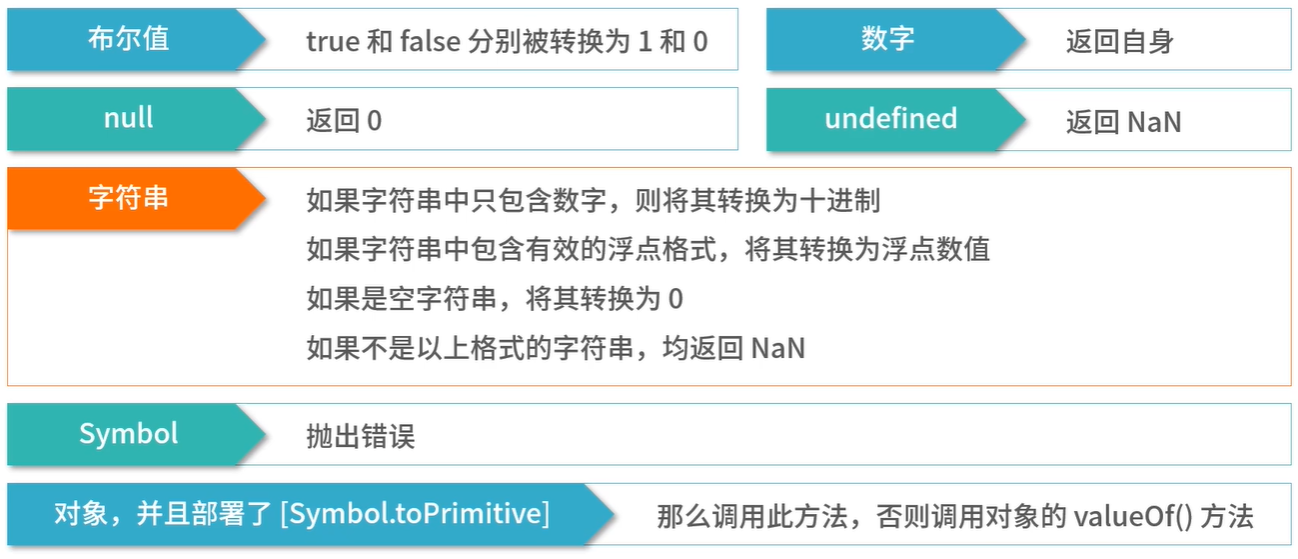 布尔值 true 和 false 分别被转换为 1 和 0
数字 返回自身
null 返回 0
undefined 返回 NaN
字符串 如果字符串中只包含数字，则将其转换为十进制
如果字符串中包含有效的浮点格式，将其转换为浮点数值
如果是空字符串，将其转换为 0
如果不是以上格式的字符串，均返回 NaN
Symbol 抛出错误
对象，并且部署了 [Symbol.toPrimitive] 那么调用此方法，否则调用对象的 valueOf() 方法